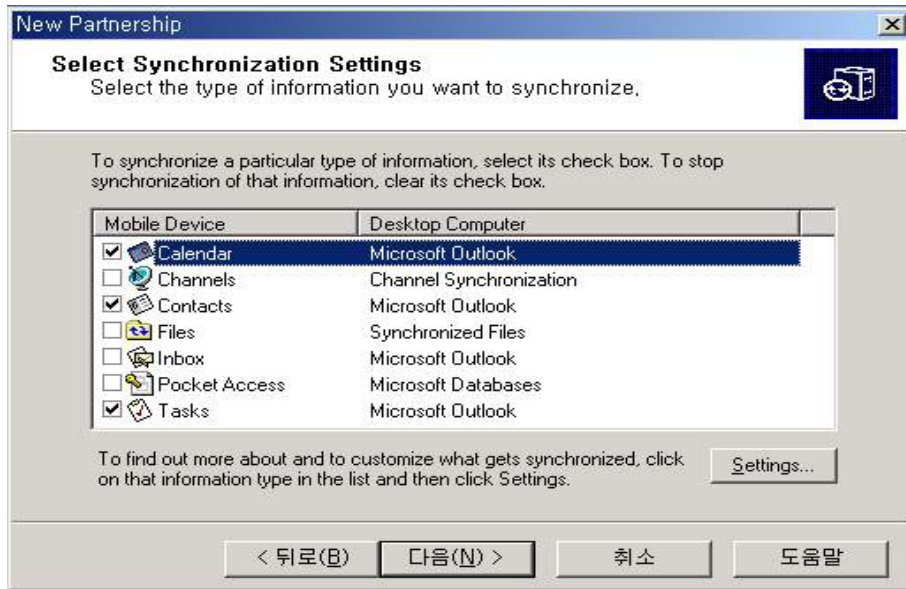 New Partnership
Select Synchronization Settings
Select the type of information you want to synchronize,
To synchronize a particular type of information, select its check box. To stop
synchronization of that information, clear its check box.
Mobile Device Desktop Computer
Calendar Microsoft Outlook
Channels Channel Synchronization
Contacts Microsoft Outlook
Files Synchronized Files
Inbox Microsoft Outlook
Pocket Access Microsoft Databases
Tasks Microsoft Outlook
To find out more about and to customize what gets synchronized, click
on that information type in the list and then click Settings.
Settings...
< 뒤로(B) 다음(N) > 취소 도움말